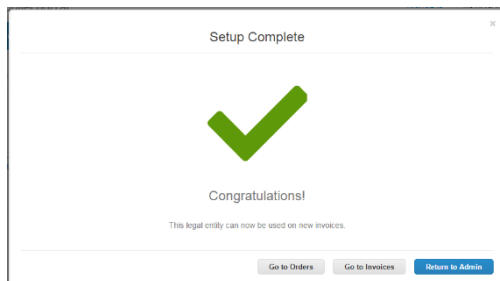 ×
Setup Complete
Congratulations!
This legal entity can now be used on new invoices.
Go to Orders
Go to Invoices
Return to Admin